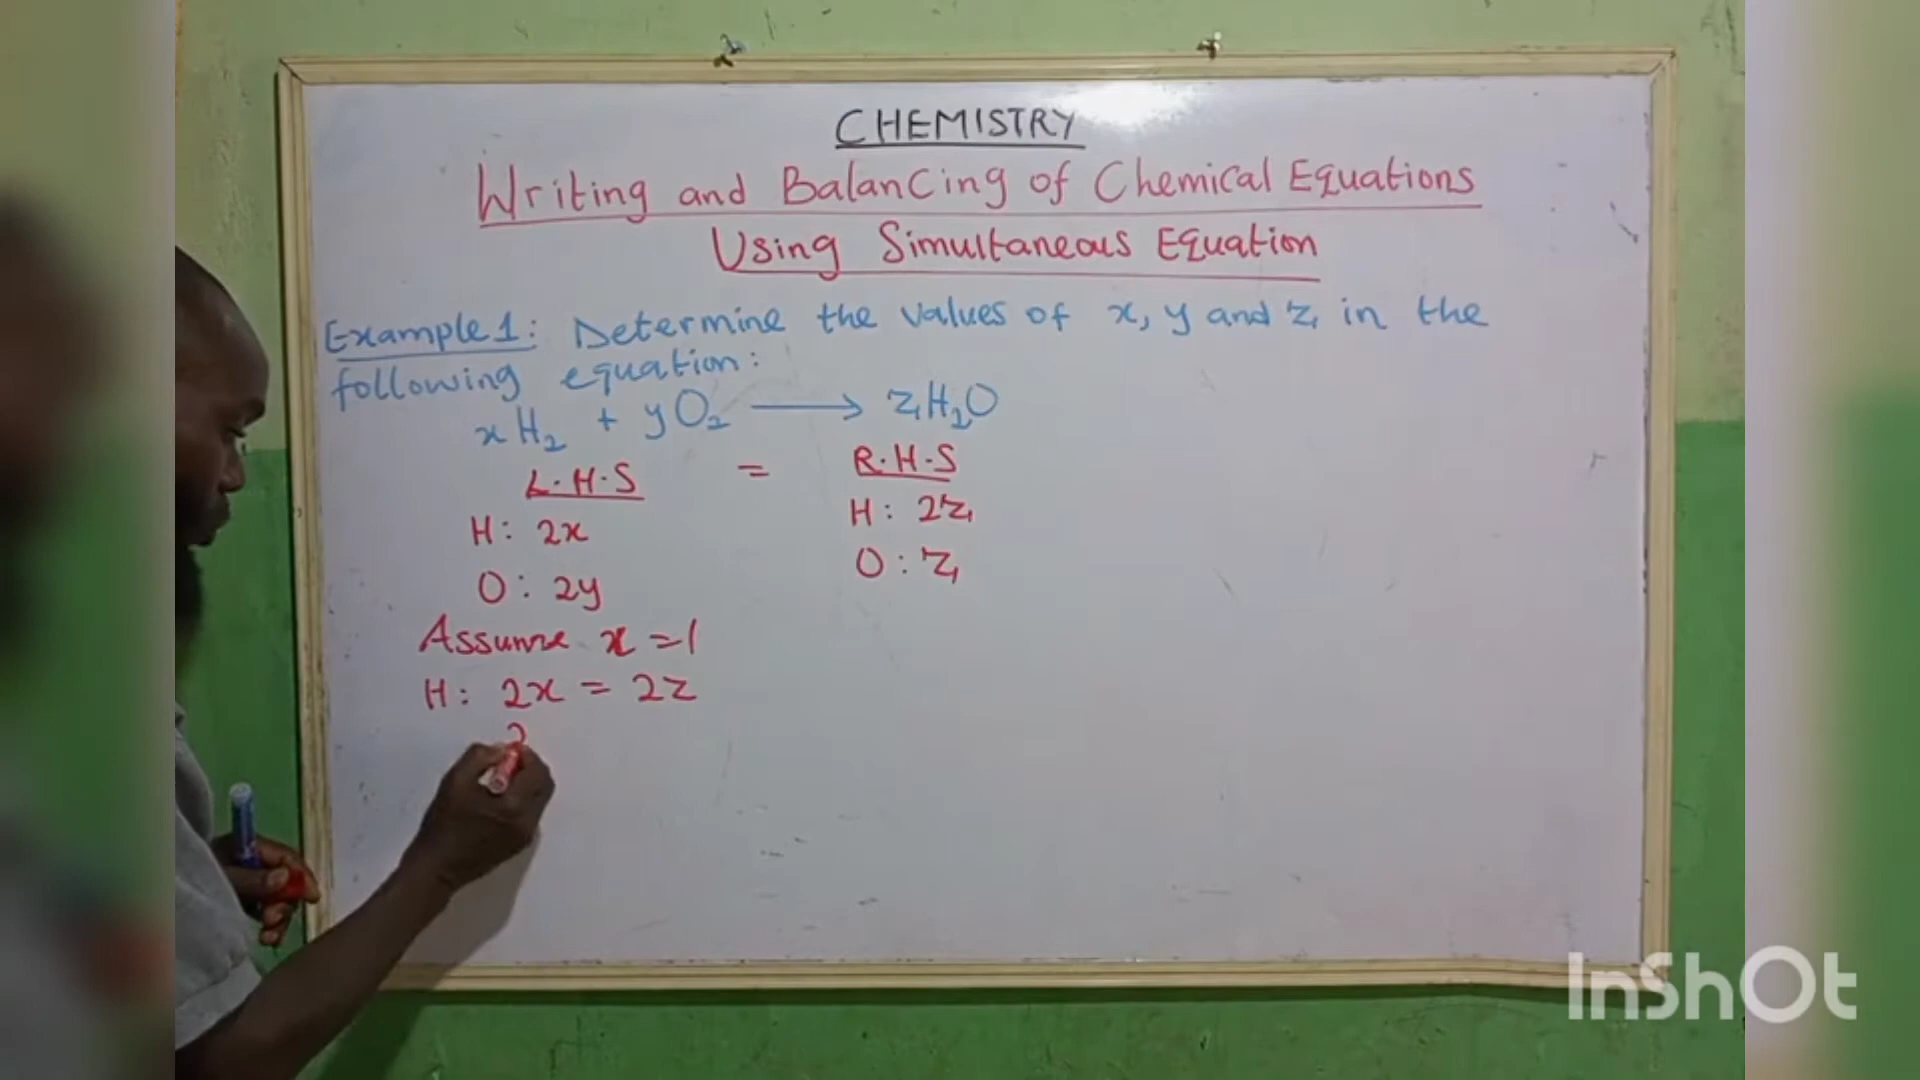 CHEMISTRY
Writing and Balancing of Chemical Equations
Using Simultaneous Equation
Example 1: Determine the values of x, y and z in the
following equation:
xH₂ + yO₂ ⟶ zH₂O
L.H.S = R.H.S
H: 2x H: 2z
O: 2y O: z
Assume x = 1
H: 2x = 2z
2
InShOt